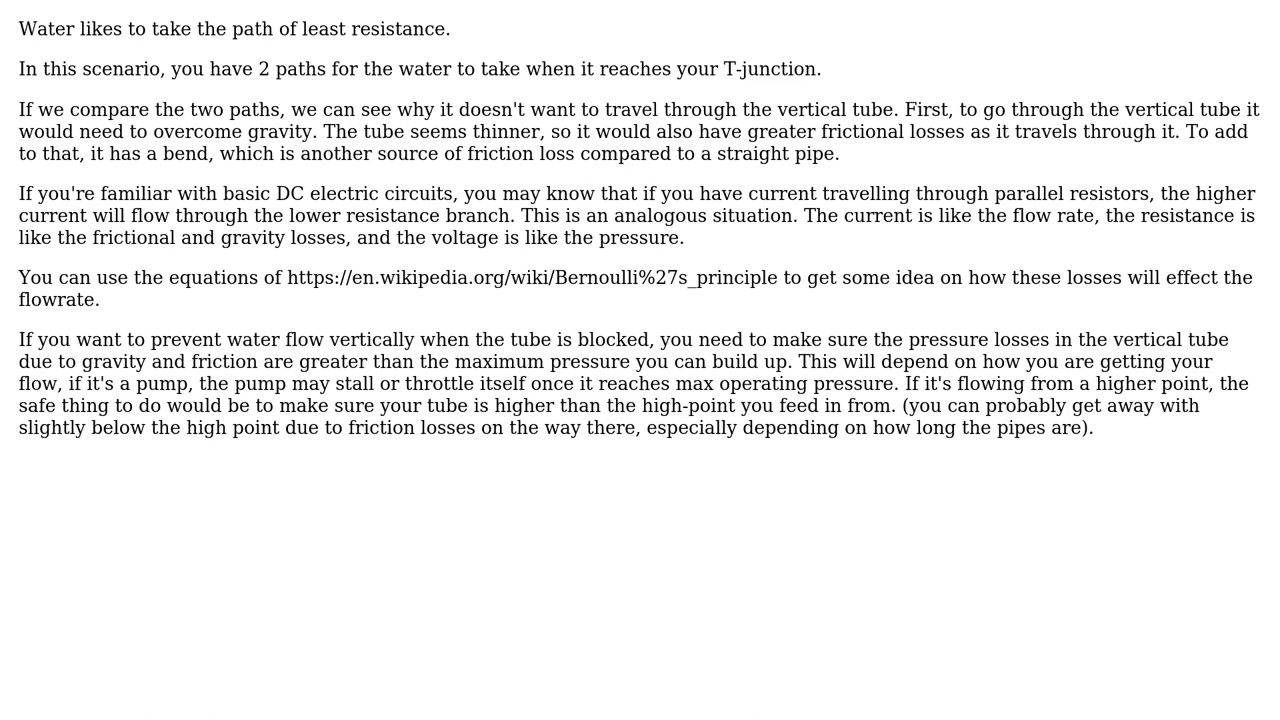 Water likes to take the path of least resistance.
In this scenario, you have 2 paths for the water to take when it reaches your T-junction.
If we compare the two paths, we can see why it doesn't want to travel through the vertical tube. First, to go through the vertical tube it
would need to overcome gravity. The tube seems thinner, so it would also have greater frictional losses as it travels through it. To add
to that, it has a bend, which is another source of friction loss compared to a straight pipe.
If you're familiar with basic DC electric circuits, you may know that if you have current travelling through parallel resistors, the higher
current will flow through the lower resistance branch. This is an analogous situation. The current is like the flow rate, the resistance is
like the frictional and gravity losses, and the voltage is like the pressure.
You can use the equations of https://en.wikipedia.org/wiki/Bernoulli%27s_principle to get some idea on how these losses will effect the
flowrate.
If you want to prevent water flow vertically when the tube is blocked, you need to make sure the pressure losses in the vertical tube
due to gravity and friction are greater than the maximum pressure you can build up. This will depend on how you are getting your
flow, if it's a pump, the pump may stall or throttle itself once it reaches max operating pressure. If it's flowing from a higher point, the
safe thing to do would be to make sure your tube is higher than the high-point you feed in from. (you can probably get away with
slightly below the high point due to friction losses on the way there, especially depending on how long the pipes are).